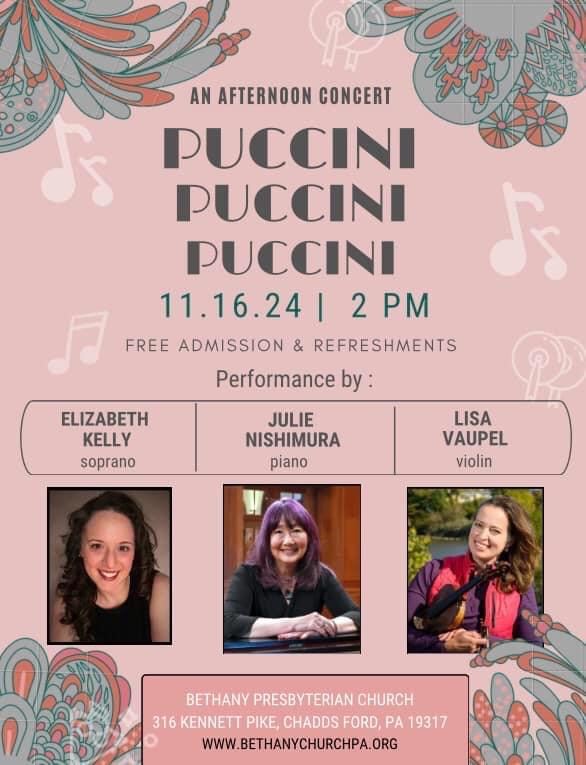 AN AFTERNOON CONCERT
PUCCINI
PUCCINI
PUCCINI
11.16.24 | 2 PM
FREE ADMISSION & REFRESHMENTS
Performance by :
ELIZABETH
KELLY
soprano
JULIE
NISHIMURA
piano
LISA
VAUPEL
violin
BETHANY PRESBYTERIAN CHURCH
316 KENNETT PIKE, CHADDS FORD, PA 19317
WWW.BETHANYCHURCHPA.ORG